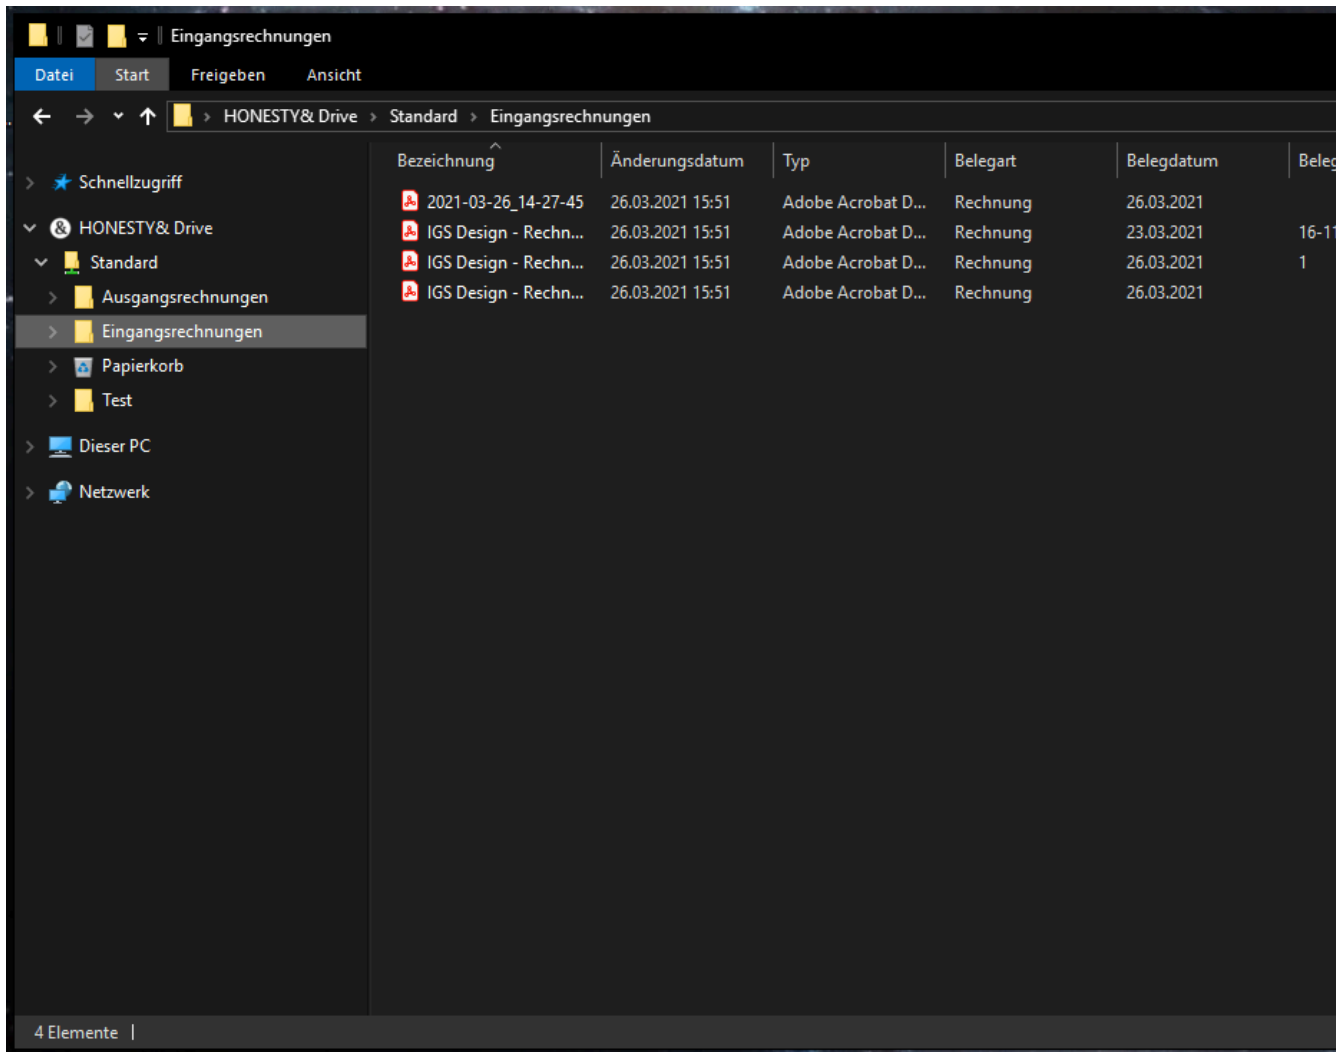 Eingangsrechnungen
Datei Start Freigeben Ansicht
HONESTY& Drive > Standard > Eingangsrechnungen
Bezeichnung Änderungsdatum Typ Belegart Belegdatum Beleg
Schnellzugriff
HONESTY& Drive
Standard
Ausgangsrechnungen
Eingangsrechnungen
Papierkorb
Test
Dieser PC
Netzwerk
2021-03-26_14-27-45 26.03.2021 15:51 Adobe Acrobat D... Rechnung 26.03.2021
IGS Design - Rechn... 26.03.2021 15:51 Adobe Acrobat D... Rechnung 23.03.2021 16-11
IGS Design - Rechn... 26.03.2021 15:51 Adobe Acrobat D... Rechnung 26.03.2021 1
IGS Design - Rechn... 26.03.2021 15:51 Adobe Acrobat D... Rechnung 26.03.2021
4 Elemente